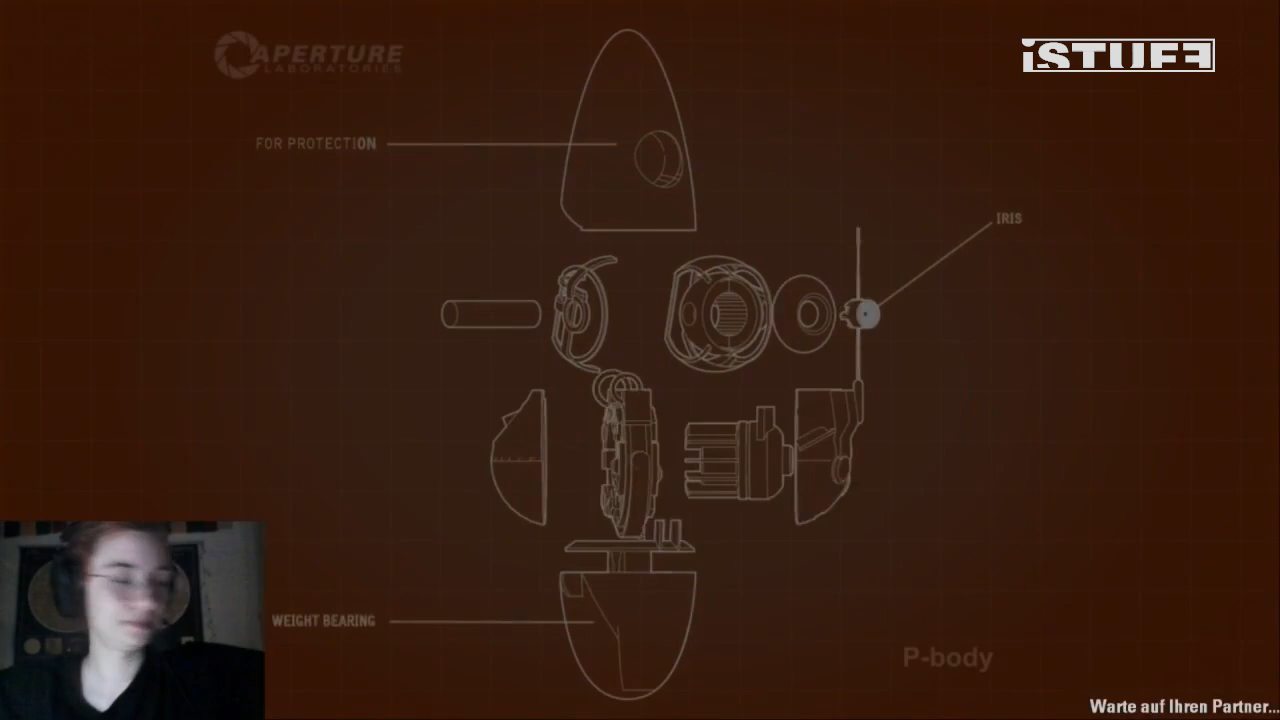 APERTURE
LABORATORIES
iSTUFF
FOR PROTECTION
IRIS
WEIGHT BEARING
P-body
Warte auf Ihren Partner...